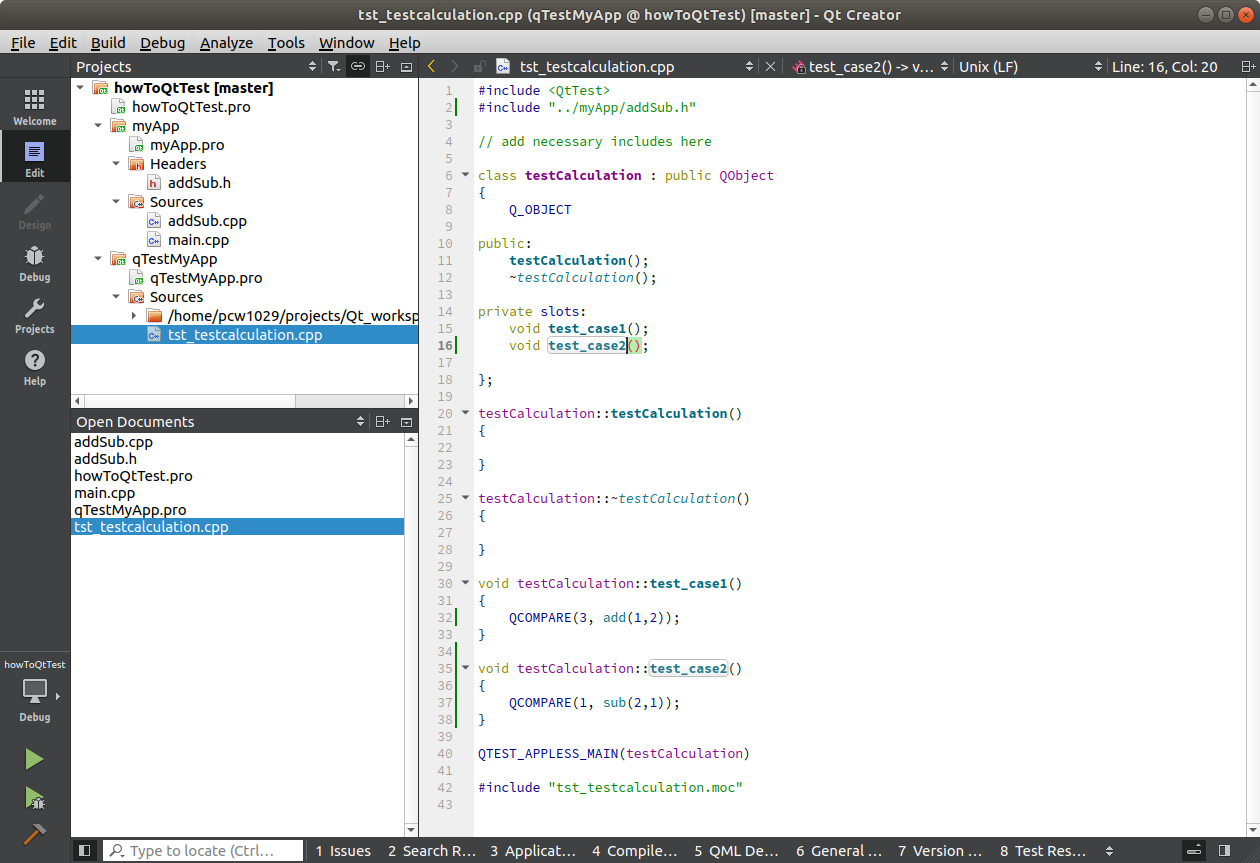 tst_testcalculation.cpp (qTestMyApp @ howToQtTest) [master] - Qt Creator
File Edit Build Debug Analyze Tools Window Help
Projects
tst_testcalculation.cpp
test_case2() -> v...
Unix (LF)
Line: 16, Col: 20
Welcome
Edit
Design
Debug
Projects
Help
howToQtTest
Debug
howToQtTest [master]
howToQtTest.pro
myApp
myApp.pro
Headers
addSub.h
Sources
addSub.cpp
main.cpp
qTestMyApp
qTestMyApp.pro
Sources
/home/pcw1029/projects/Qt_worksp
tst_testcalculation.cpp
Open Documents
addSub.cpp
addSub.h
howToQtTest.pro
main.cpp
qTestMyApp.pro
tst_testcalculation.cpp
1 #include <QtTest>
2 #include "../myApp/addSub.h"
3
4 // add necessary includes here
5
6 class testCalculation : public QObject
7 {
8 Q_OBJECT
9
10 public:
11 testCalculation();
12 ~testCalculation();
13
14 private slots:
15 void test_case1();
16 void test_case2();
17
18 };
19
20 testCalculation::testCalculation()
21 {
22
23 }
24
25 testCalculation::~testCalculation()
26 {
27
28 }
29
30 void testCalculation::test_case1()
31 {
32 QCOMPARE(3, add(1,2));
33 }
34
35 void testCalculation::test_case2()
36 {
37 QCOMPARE(1, sub(2,1));
38 }
39
40 QTEST_APPLESS_MAIN(testCalculation)
41
42 #include "tst_testcalculation.moc"
43
Type to locate (Ctrl... 1 Issues 2 Search R... 3 Applicat... 4 Compile... 5 QML De... 6 General ... 7 Version ... 8 Test Res...